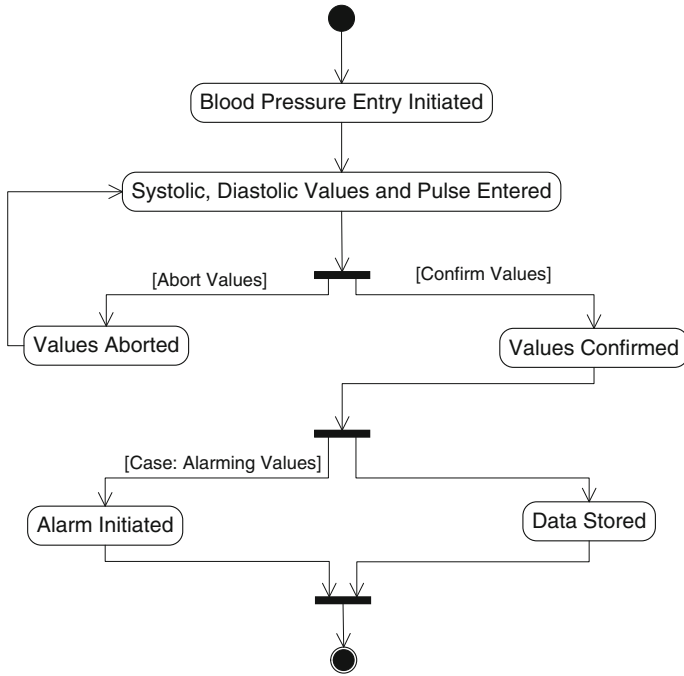 Blood Pressure Entry Initiated
Systolic, Diastolic Values and Pulse Entered
[Abort Values]
[Confirm Values]
Values Aborted
Values Confirmed
[Case: Alarming Values]
Alarm Initiated
Data Stored